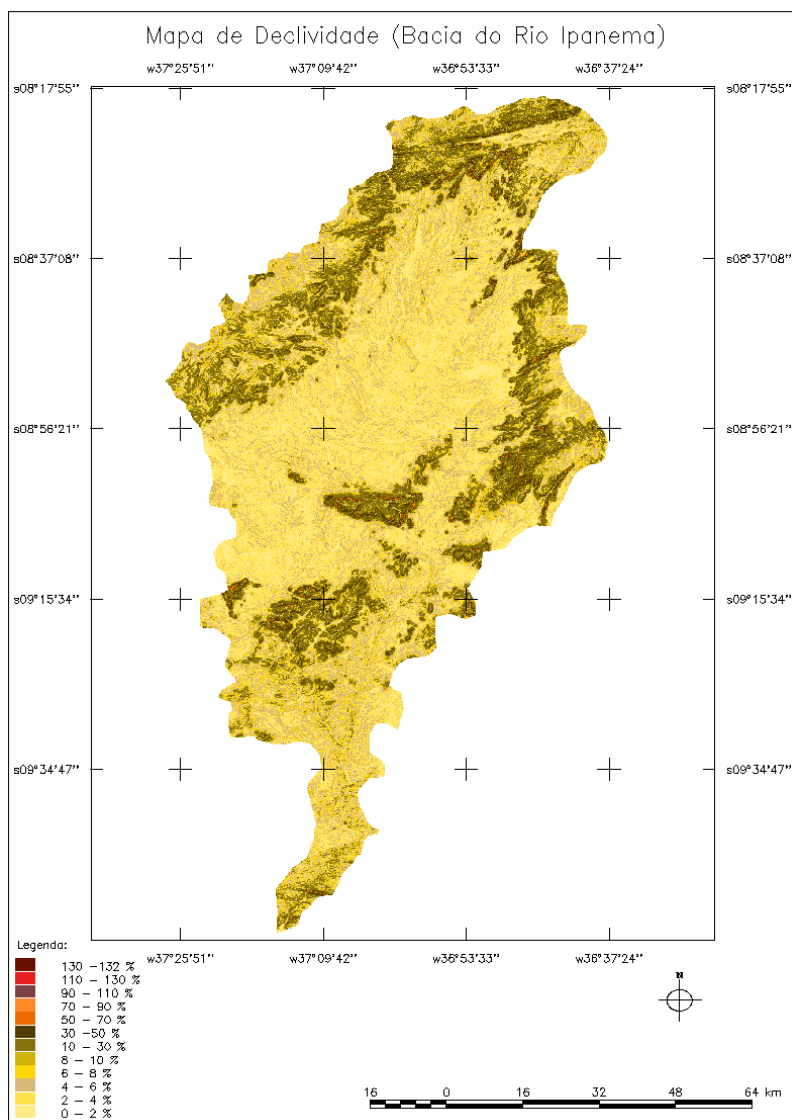 Mapa de Declividade (Bacia do Rio Ipanema)
w37°25'51" w37°09'42" w36°53'33" w36°37'24"
s08°17'55" s08°17'55"
s08°37'08" s08°37'08"
s08°56'21" s08°56'21"
s09°15'34" s09°15'34"
s09°34'47" s09°34'47"
w37°25'51" w37°09'42" w36°53'33" w36°37'24"
Legenda:
130 -132 %
110 - 130 %
90 - 110 %
70 - 90 %
50 - 70 %
30 -50 %
10 - 30 %
8 - 10 %
6 - 8 %
4 - 6 %
2 - 4 %
0 - 2 %
N
16 0 16 32 48 64 km